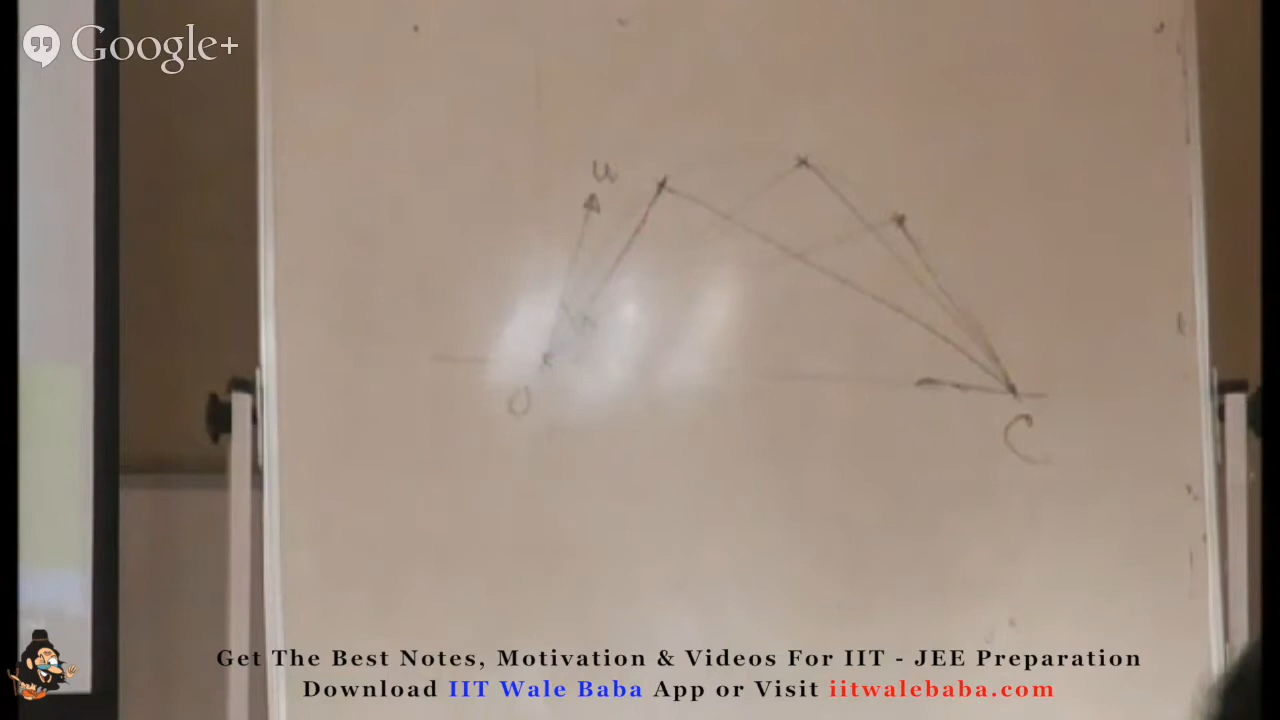 Google+
u
O
C
Get The Best Notes, Motivation & Videos For IIT - JEE Preparation
Download IIT Wale Baba App or Visit iitwalebaba.com